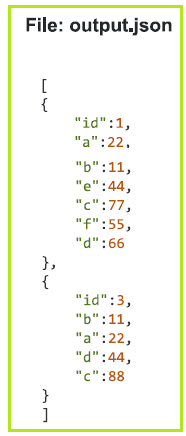 File: output.json
[
{
"id":1,
"a":22.
"b":11,
"e":44,
"c":77,
"f":55,
"d":66
},
{
"id":3,
"b":11,
"a":22,
"d":44,
"c":88
}
]